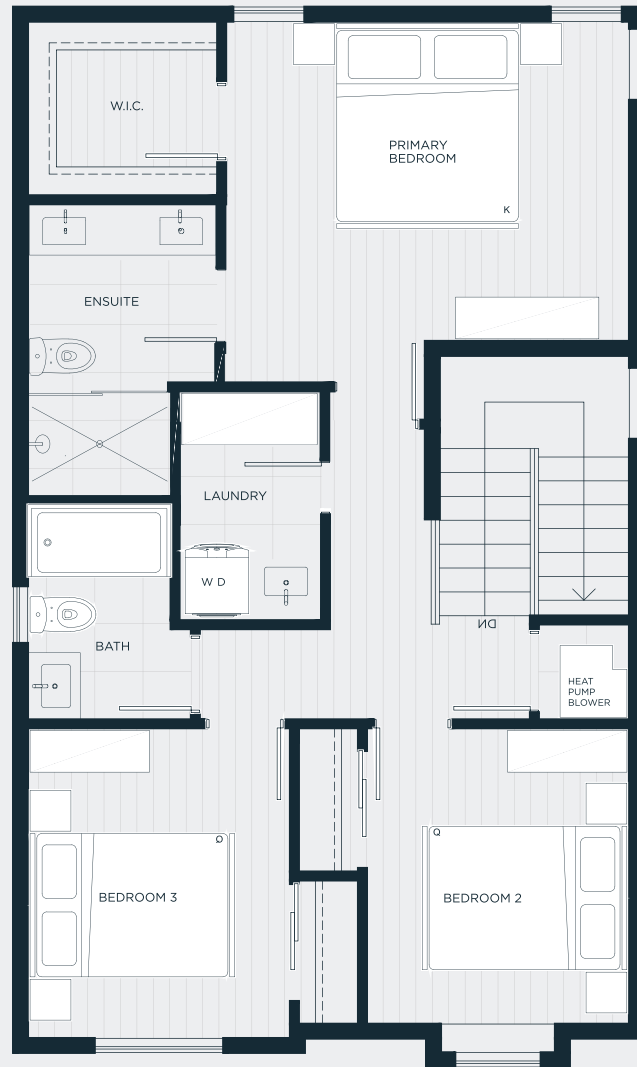 W.I.C.
PRIMARY
BEDROOM
K
ENSUITE
LAUNDRY
W D
DN
BATH
HEAT
PUMP
BLOWER
Q
Q
BEDROOM 3
BEDROOM 2